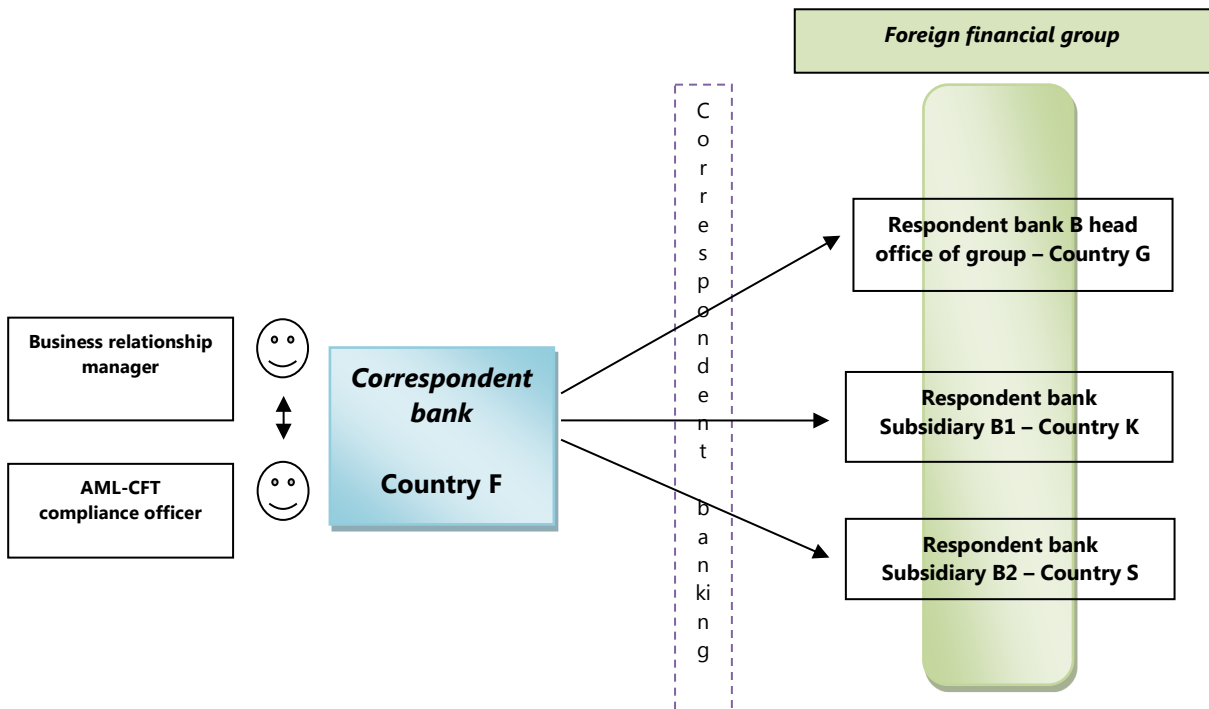 Foreign financial group
Correspondent banking
Respondent bank B head
office of group – Country G
Business relationship
manager
Correspondent
bank
Country F
Respondent bank
Subsidiary B1 – Country K
AML-CFT
compliance officer
Respondent bank
Subsidiary B2 – Country S